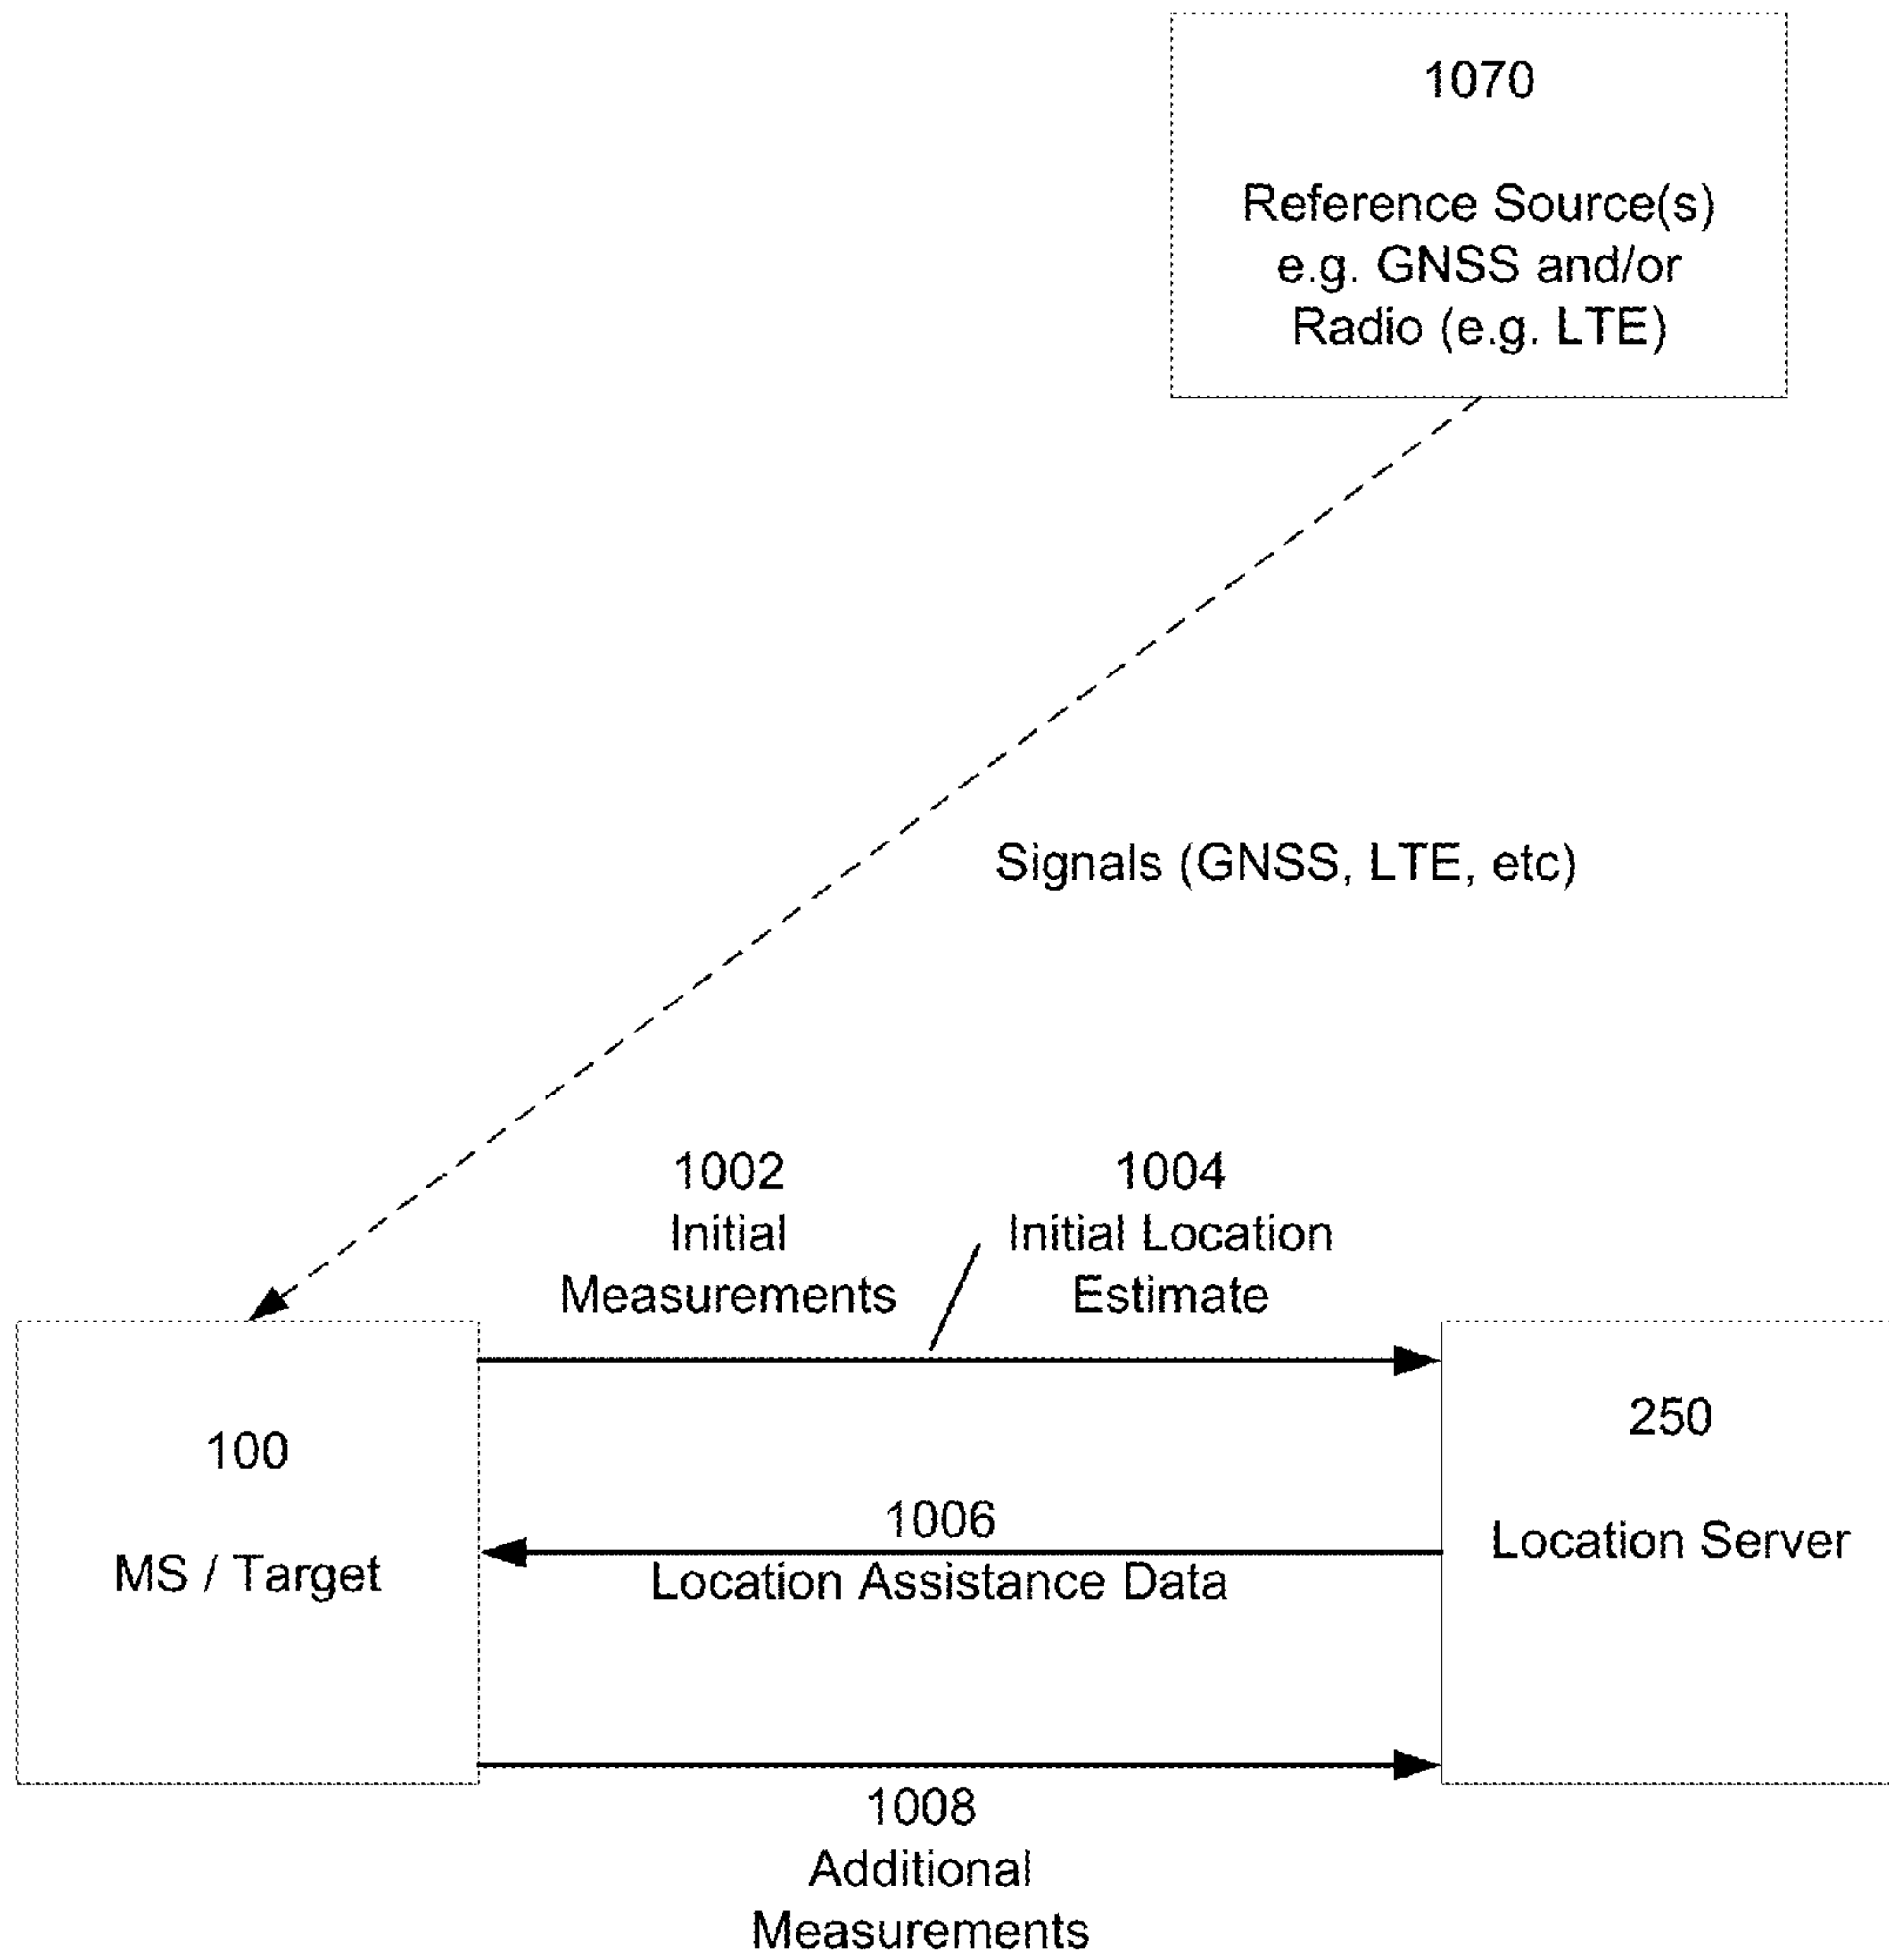 1070
Reference Source(s)
e.g. GNSS and/or
Radio (e.g. LTE)
Signals (GNSS, LTE, etc)
1002
Initial
Measurements
1004
Initial Location
Estimate
100
MS / Target
250
Location Server
1006
Location Assistance Data
1008
Additional
Measurements